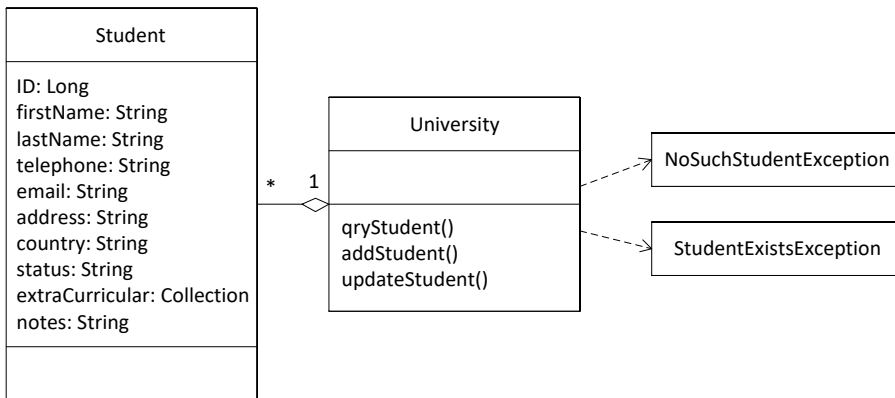 Student
ID: Long
firstName: String
lastName: String
telephone: String
email: String
address: String
country: String
status: String
extraCurricular: Collection
notes: String
* 1
University
qryStudent()
addStudent()
updateStudent()
NoSuchStudentException
StudentExistsException